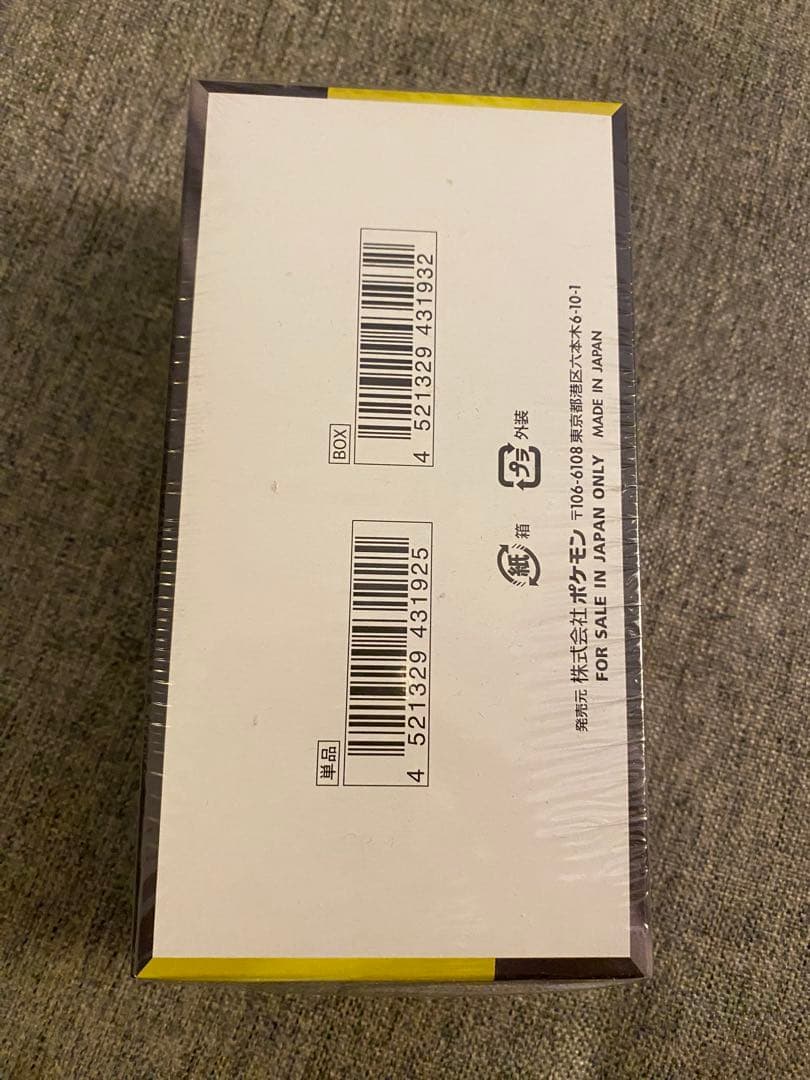 単品
4 521329 431925
BOX
4 521329 431932
紙 箱
プラ 外装
発売元 株式会社 ポケモン 〒106-6108 東京都港区六本木6-10-1
FOR SALE IN JAPAN ONLY MADE IN JAPAN